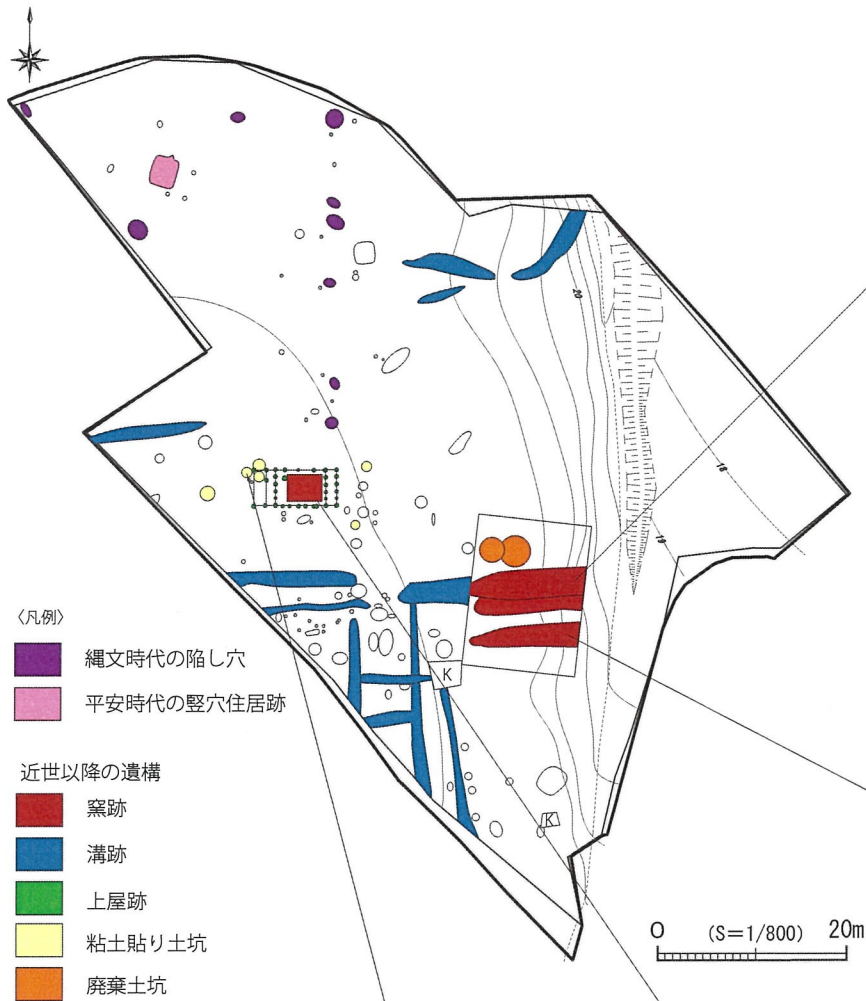 20
18
19
K
K
〈凡例〉
縄文時代の陥し穴
平安時代の竪穴住居跡
近世以降の遺構
窯跡
溝跡
上屋跡
粘土貼り土坑
廃棄土坑
0 (S=1/800) 20m